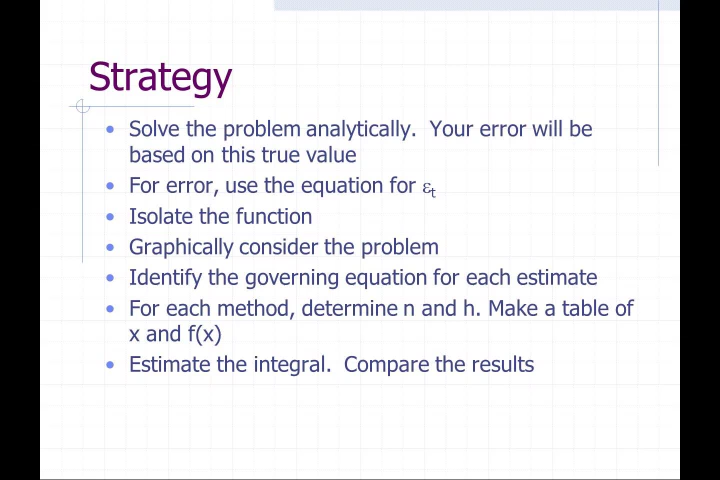 Strategy
• Solve the problem analytically. Your error will be
based on this true value
• For error, use the equation for εt
• Isolate the function
• Graphically consider the problem
• Identify the governing equation for each estimate
• For each method, determine n and h. Make a table of
x and f(x)
• Estimate the integral. Compare the results